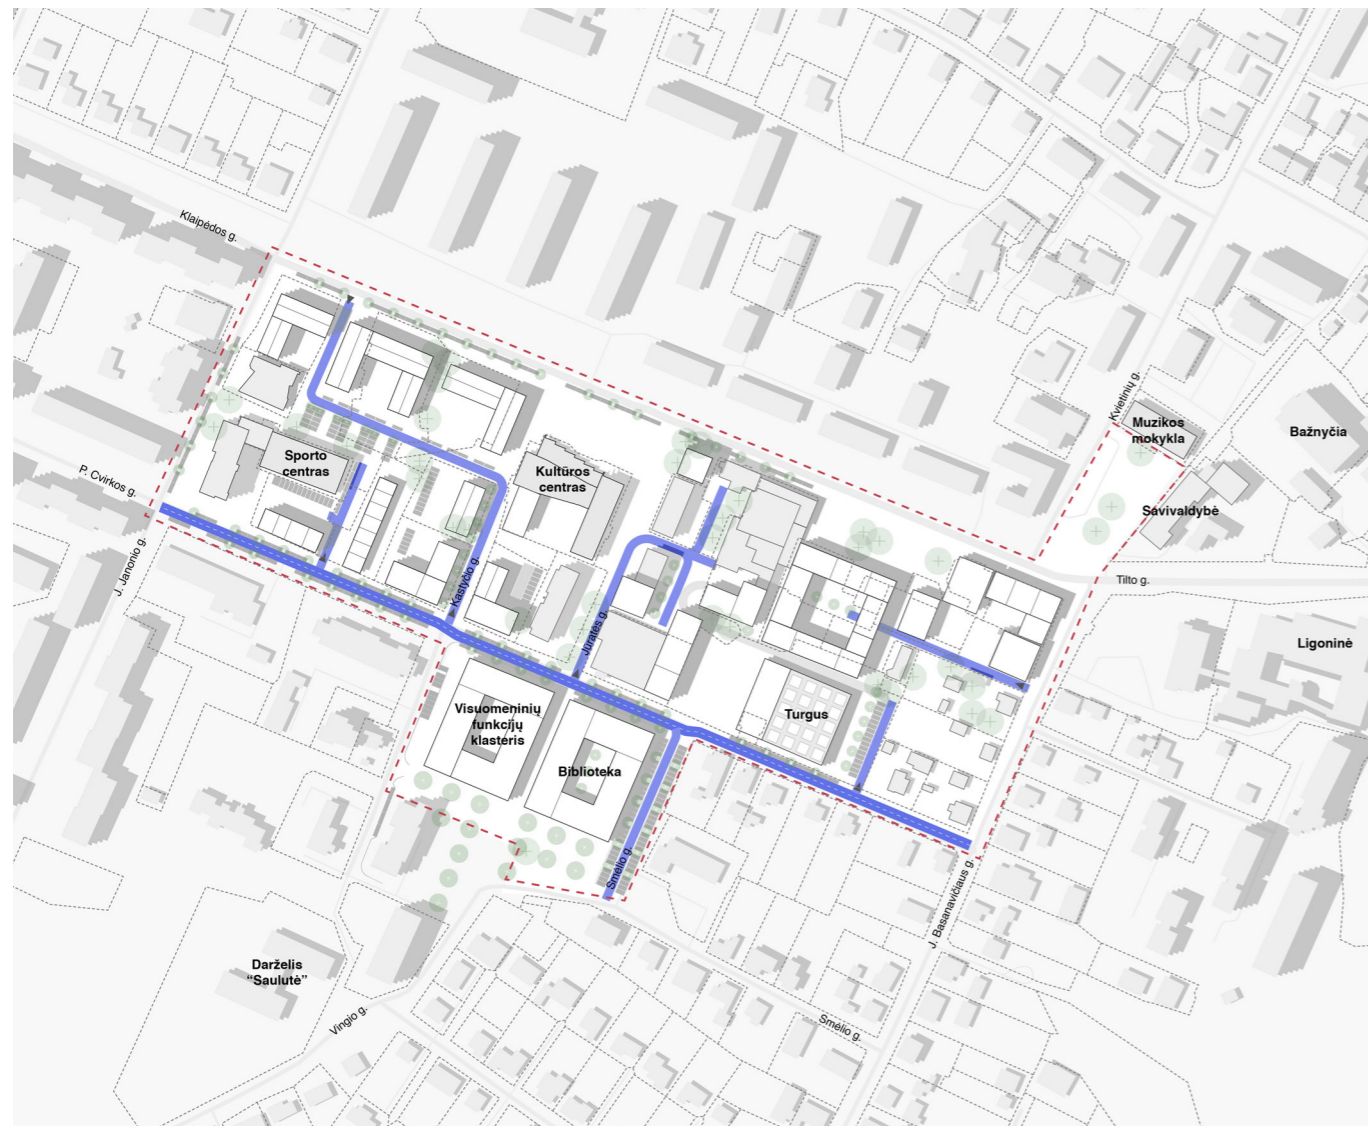 Klaipėdos g.
Kvietinių g.
Muzikos
mokykla
Bažnyčia
Sporto
centras
Kultūros
centras
P. Cvirkos g.
Savivaldybė
J. Janonio g.
Kastyčio g.
Tilto g.
Jūratės g.
Ligoninė
Visuomeninių
funkcijų
klasteris
Turgus
Biblioteka
Smėlio g.
J. Basanavičiaus g.
Darželis
“Saulutė”
Vingio g.
Smėlio g.